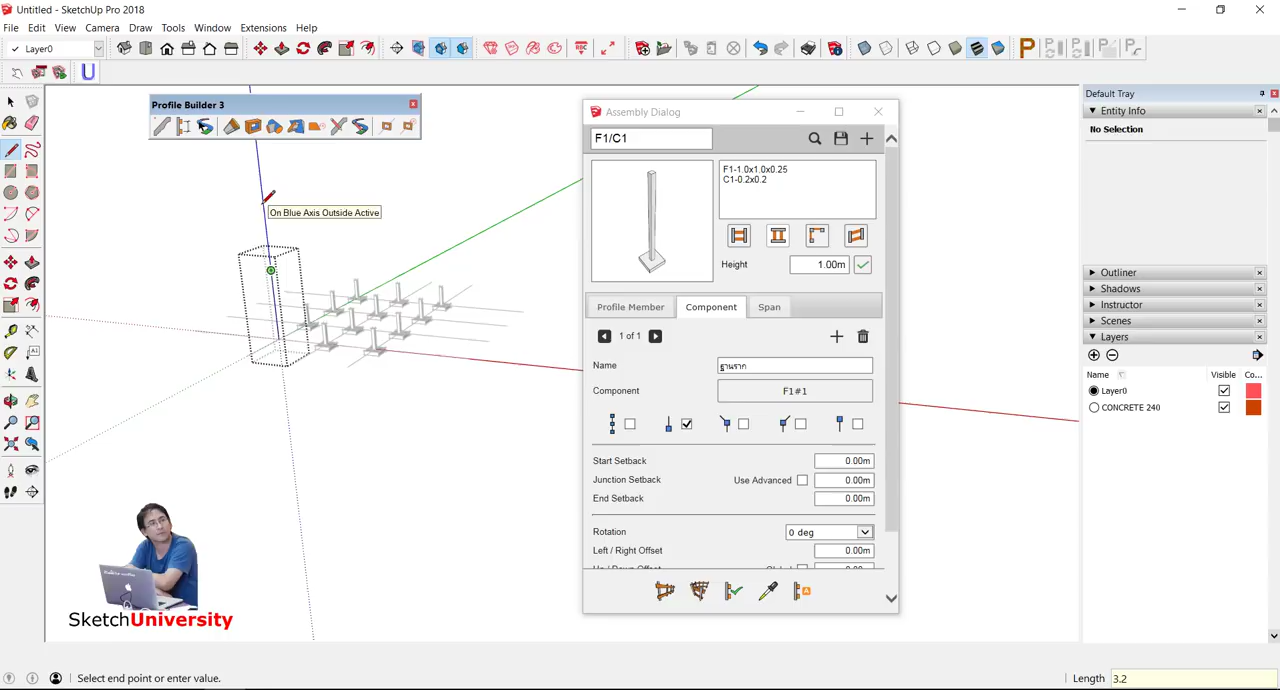 Untitled - SketchUp Pro 2018
File Edit View Camera Draw Tools Window Extensions Help
Layer0
Profile Builder 3
On Blue Axis Outside Active
Assembly Dialog
F1/C1
F1-1.0x1.0x0.25
C1-0.2x0.2
Height 1.00m
Profile Member Component Span
1 of 1
Name ฐานราก
Component F1#1
Start Setback 0.00m
Junction Setback Use Advanced 0.00m
End Setback 0.00m
Rotation 0 deg
Left / Right Offset 0.00m
Default Tray
Entity Info
No Selection
Outliner
Shadows
Instructor
Scenes
Layers
Name Visible Co...
Layer0
CONCRETE 240
SketchUniversity
Select end point or enter value.
Length 3.2